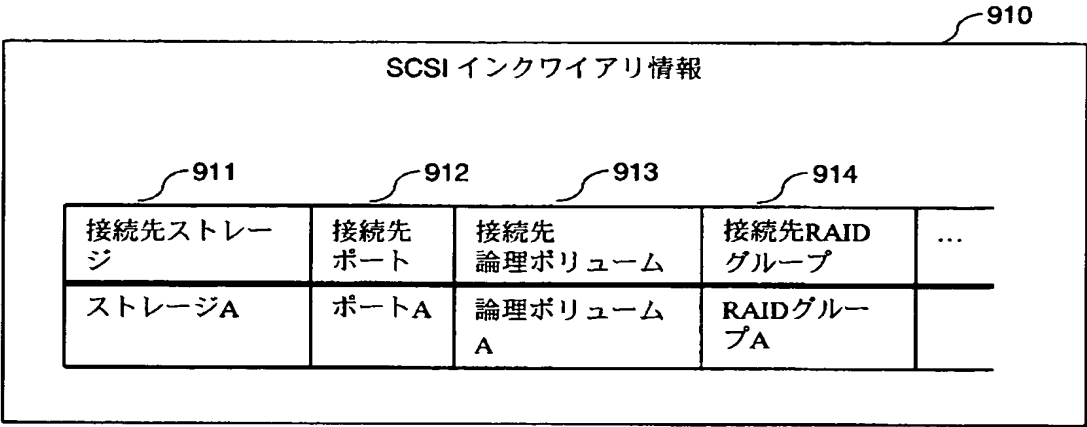 910
SCSI インクワイアリ情報
911
912
913
914
接続先ストレー
ジ
接続先
ポート
接続先
論理ボリューム
接続先RAID
グループ
...
ストレージA
ポートA
論理ボリューム
A
RAIDグルー
プA